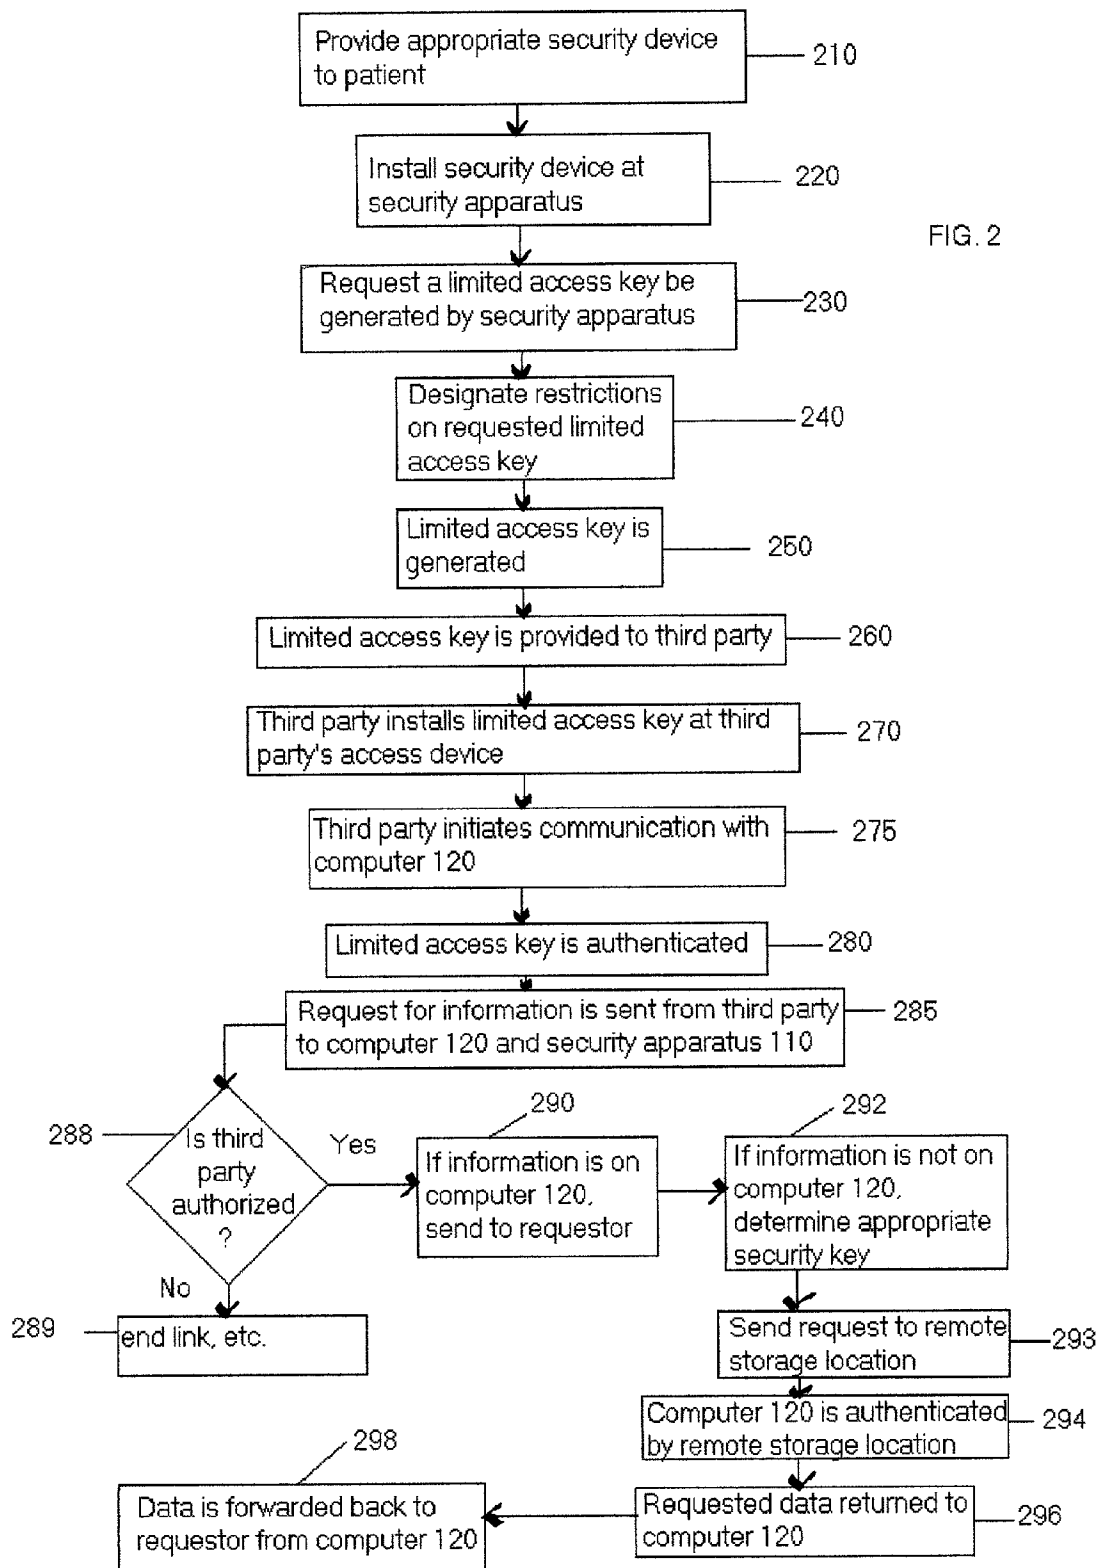 Provide appropriate security device
to patient
210
Install security device at
security apparatus
220
FIG. 2
Request a limited access key be
generated by security apparatus
230
Designate restrictions
on requested limited
access key
240
Limited access key is
generated
250
Limited access key is provided to third party
260
Third party installs limited access key at third
party's access device
270
Third party initiates communication with
computer 120
275
Limited access key is authenticated
280
Request for information is sent from third party
to computer 120 and security apparatus 110
285
288
Is third
party
authorized
?
Yes
No
289
end link, etc.
290
If information is on
computer 120,
send to requestor
292
If information is not on
computer 120,
determine appropriate
security key
Send request to remote
storage location
293
Computer 120 is authenticated
by remote storage location
294
Requested data returned to
computer 120
296
298
Data is forwarded back to
requestor from computer 120